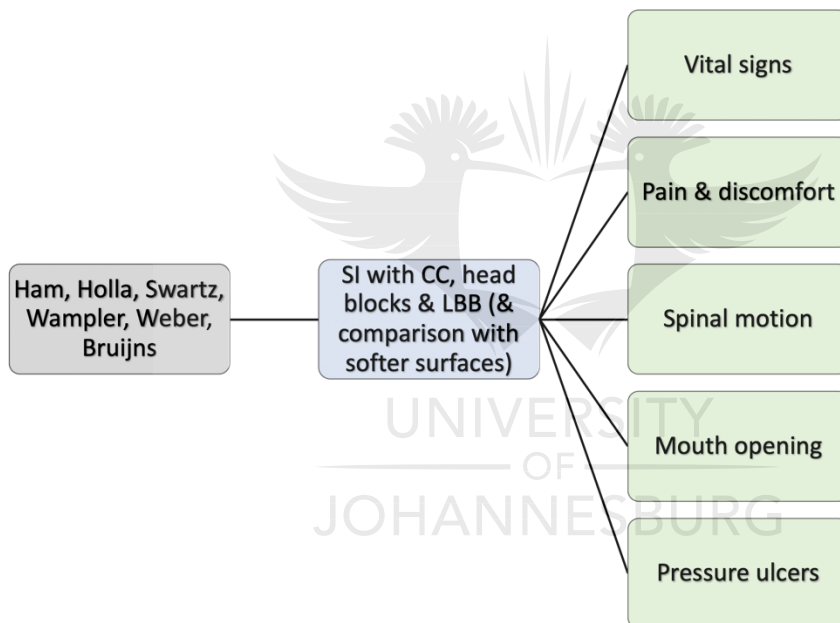 Ham, Holla, Swartz,
Wampler, Weber,
Bruijns
SI with CC, head
blocks & LBB (&
comparison with
softer surfaces)
Vital signs
Pain & discomfort
Spinal motion
Mouth opening
Pressure ulcers
UNIVERSITY
OF
JOHANNESBURG